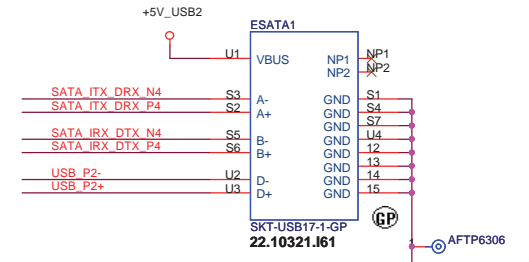 +5V_USB2
ESATA1
U1 VBUS NP1 NP1
NP2 NP2
SATA_ITX_DRX_N4 S3 A- GND S1
SATA_ITX_DRX_P4 S2 A+ GND S4
GND S7
SATA_IRX_DTX_N4 S5 B- GND U4
SATA_IRX_DTX_P4 S6 B+ GND 12
GND 13
USB_P2- U2 D- GND 14
USB_P2+ U3 D+ GND 15
GP
SKT-USB17-1-GP
22.10321.I61
1 AFTP6306